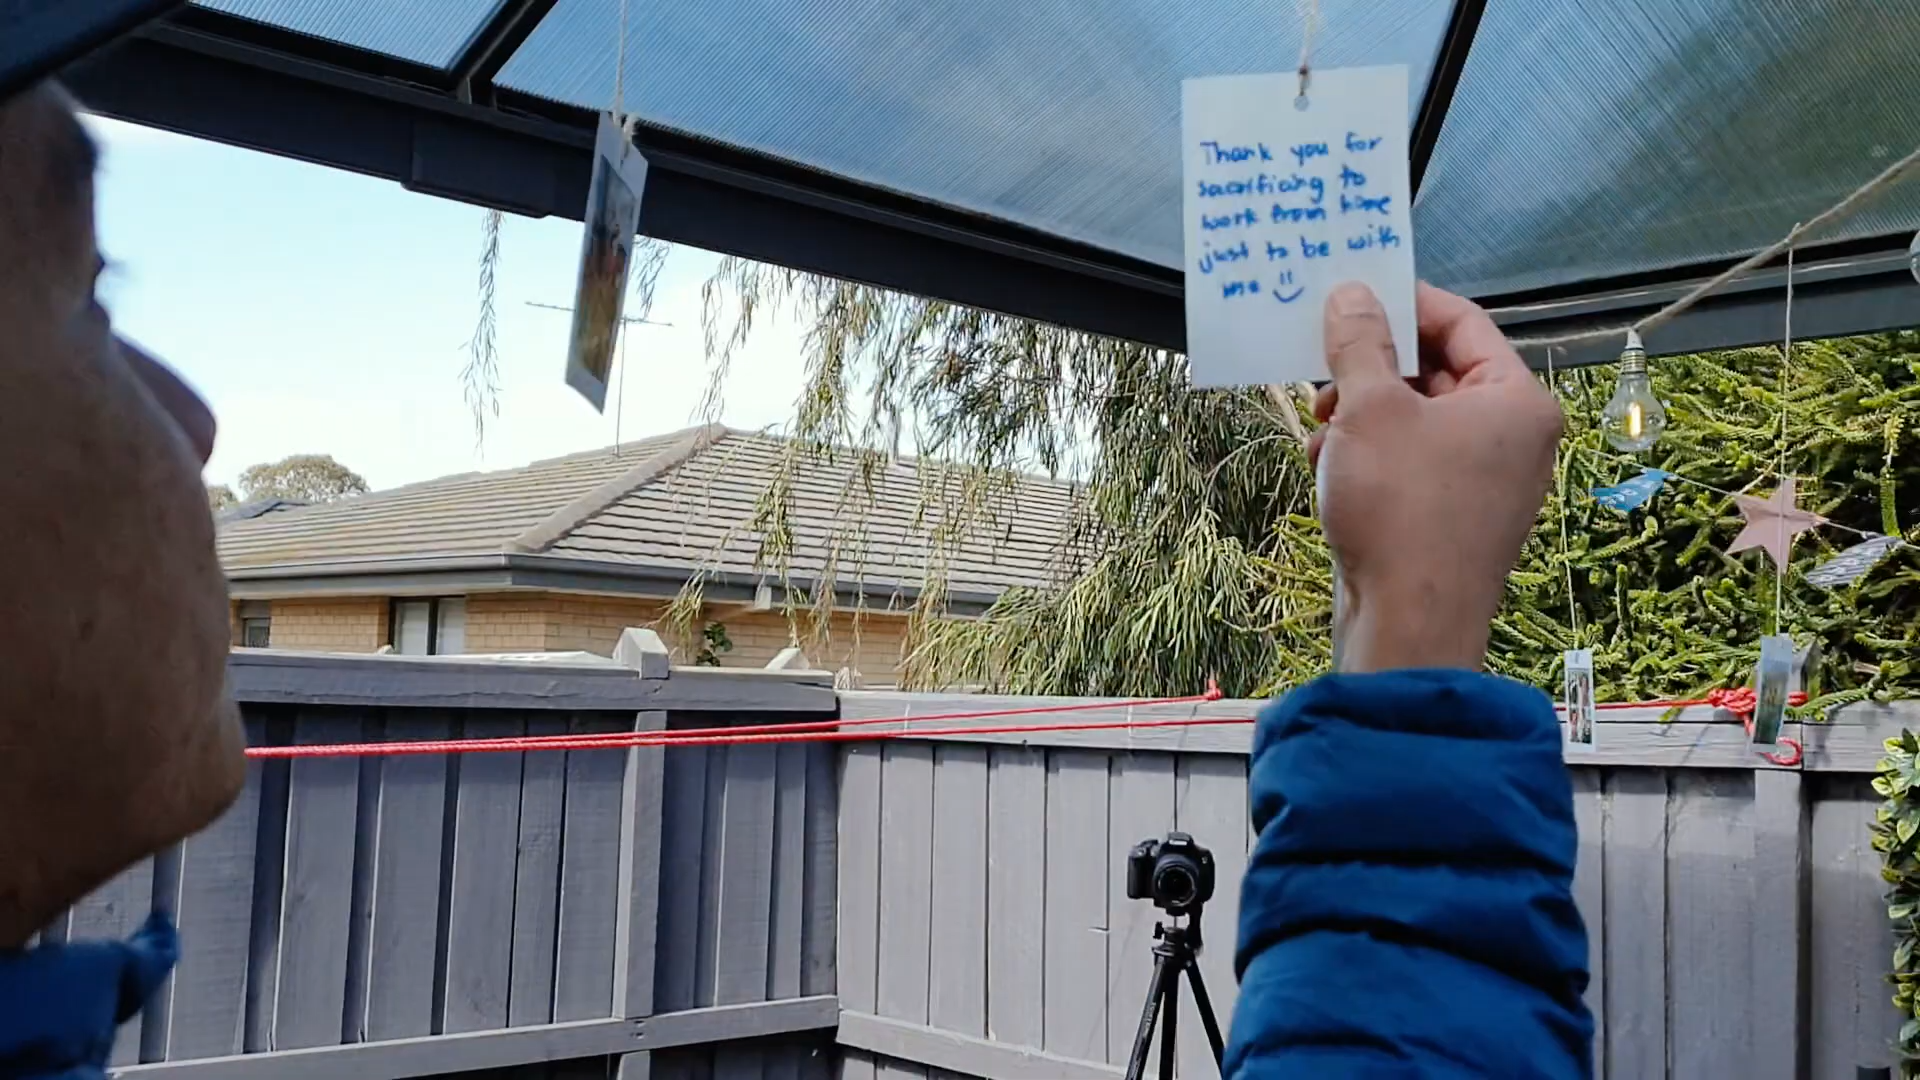 Thank you for
sacrificing to
work from home
just to be with
me